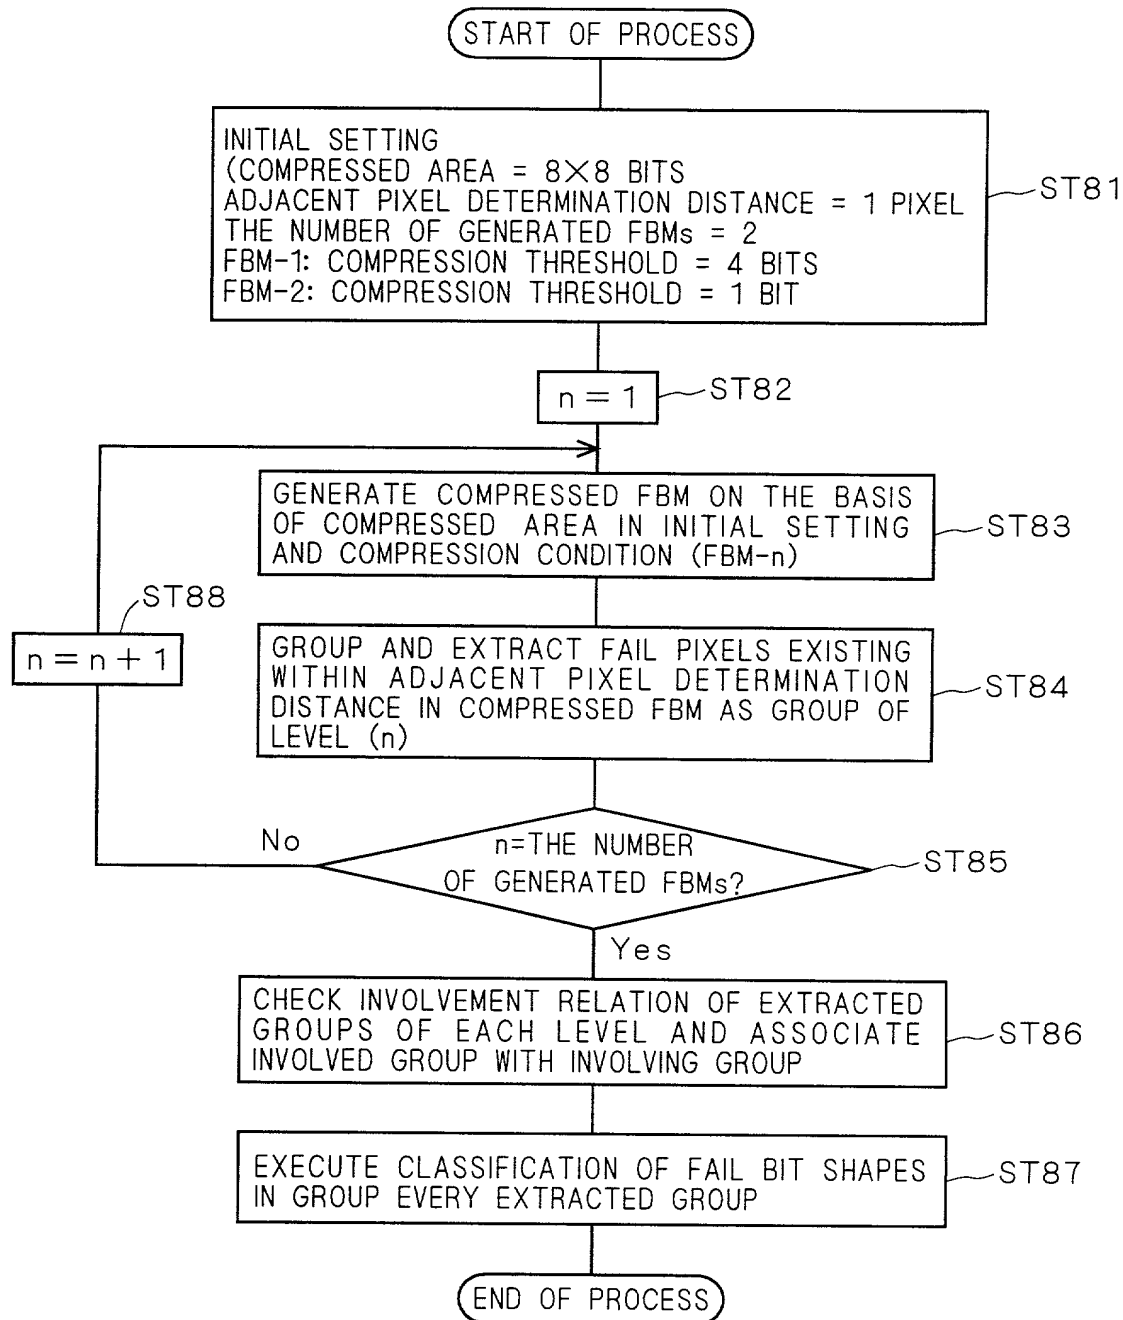 START OF PROCESS
INITIAL SETTING
(COMPRESSED AREA = 8×8 BITS
ADJACENT PIXEL DETERMINATION DISTANCE = 1 PIXEL
THE NUMBER OF GENERATED FBMs = 2
FBM-1: COMPRESSION THRESHOLD = 4 BITS
FBM-2: COMPRESSION THRESHOLD = 1 BIT
ST81
n = 1
ST82
GENERATE COMPRESSED FBM ON THE BASIS
OF COMPRESSED AREA IN INITIAL SETTING
AND COMPRESSION CONDITION (FBM-n)
ST83
ST88
n = n + 1
GROUP AND EXTRACT FAIL PIXELS EXISTING
WITHIN ADJACENT PIXEL DETERMINATION
DISTANCE IN COMPRESSED FBM AS GROUP OF
LEVEL (n)
ST84
No
n=THE NUMBER
OF GENERATED FBMs?
ST85
Yes
CHECK INVOLVEMENT RELATION OF EXTRACTED
GROUPS OF EACH LEVEL AND ASSOCIATE
INVOLVED GROUP WITH INVOLVING GROUP
ST86
EXECUTE CLASSIFICATION OF FAIL BIT SHAPES
IN GROUP EVERY EXTRACTED GROUP
ST87
END OF PROCESS